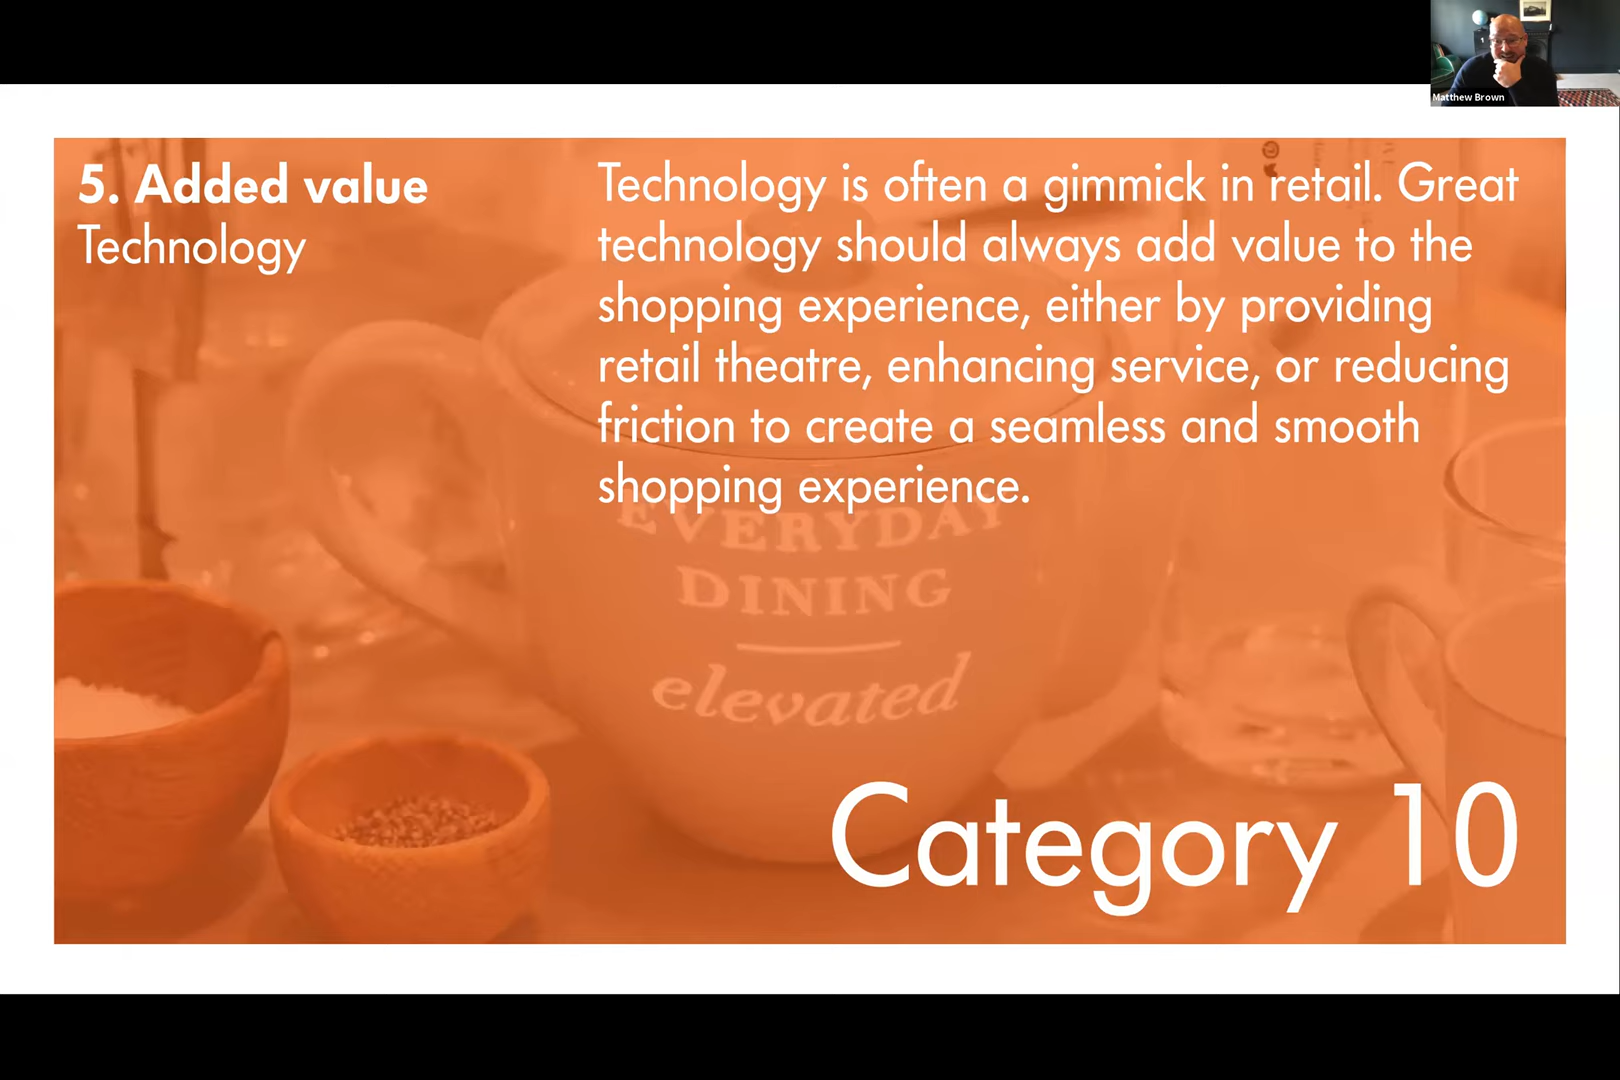 Matthew Brown
5. Added value
Technology
Technology is often a gimmick in retail. Great
technology should always add value to the
shopping experience, either by providing
retail theatre, enhancing service, or reducing
friction to create a seamless and smooth
shopping experience.
EVERYDAY
DINING
elevated
Category 10